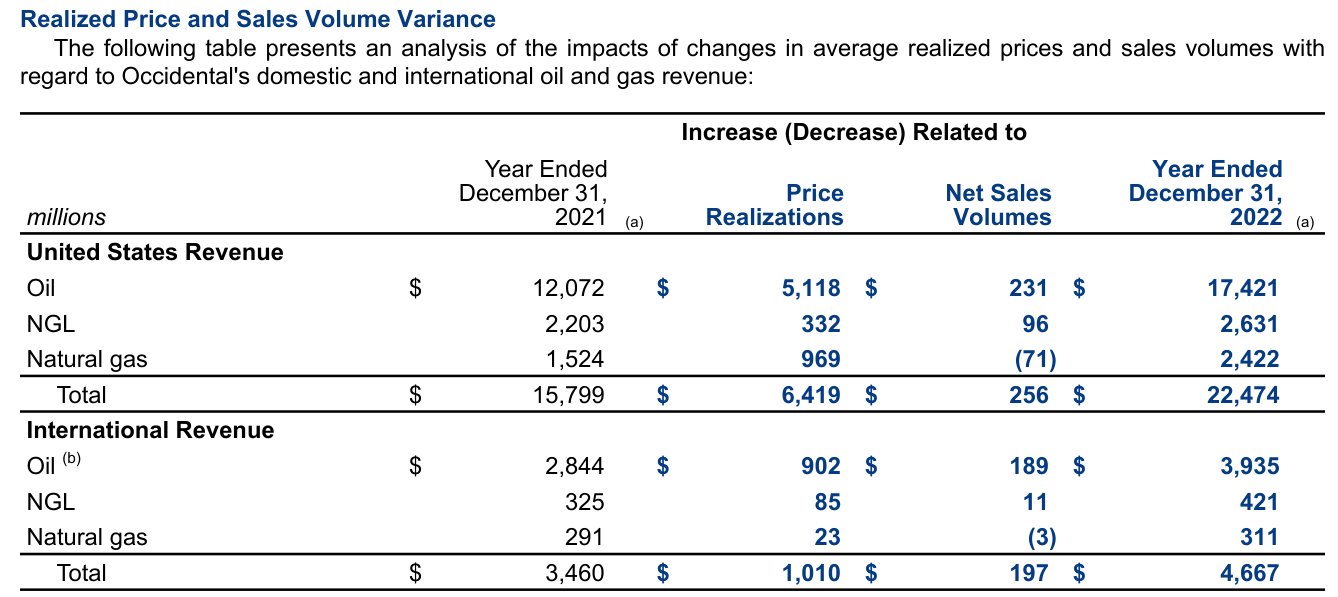 Realized Price and Sales Volume Variance
The following table presents an analysis of the impacts of changes in average realized prices and sales volumes with
regard to Occidental's domestic and international oil and gas revenue:
Increase (Decrease) Related to
millions Year Ended December 31, 2021 (a) Price Realizations Net Sales Volumes Year Ended December 31, 2022 (a)
United States Revenue
Oil $ 12,072 $ 5,118 $ 231 $ 17,421
NGL 2,203 332 96 2,631
Natural gas 1,524 969 (71) 2,422
Total $ 15,799 $ 6,419 $ 256 $ 22,474
International Revenue
Oil (b) $ 2,844 $ 902 $ 189 $ 3,935
NGL 325 85 11 421
Natural gas 291 23 (3) 311
Total $ 3,460 $ 1,010 $ 197 $ 4,667